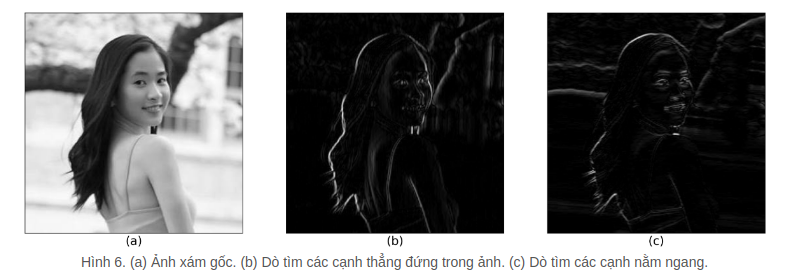 (a) (b) (c)
Hình 6. (a) Ảnh xám gốc. (b) Dò tìm các cạnh thẳng đứng trong ảnh. (c) Dò tìm các cạnh nằm ngang.